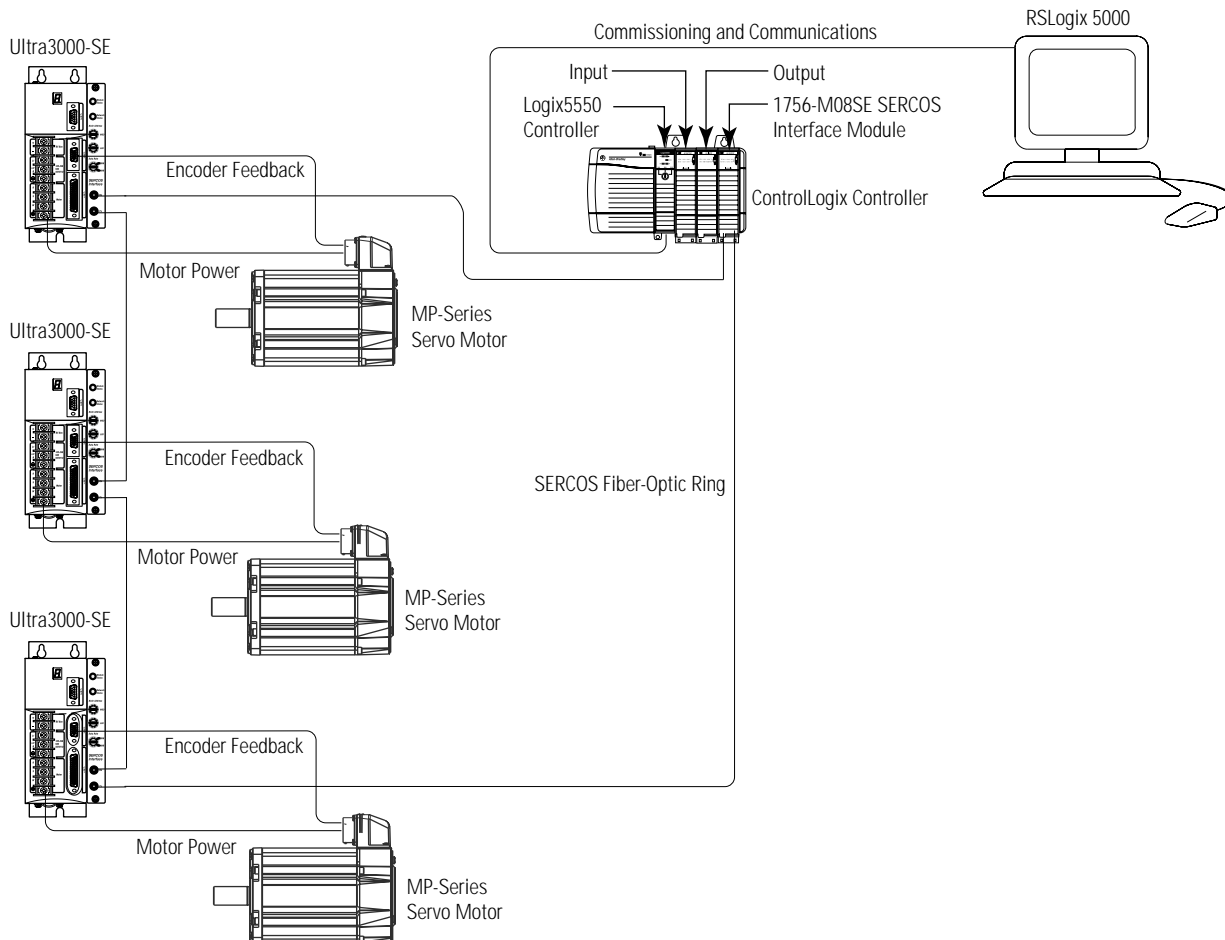 RSLogix 5000
Commissioning and Communications
Ultra3000-SE
Input
Output
Logix5550
Controller
1756-M08SE SERCOS
Interface Module
Encoder Feedback
ControlLogix Controller
Motor Power
MP-Series
Servo Motor
Ultra3000-SE
Encoder Feedback
SERCOS Fiber-Optic Ring
Motor Power
MP-Series
Servo Motor
Ultra3000-SE
Encoder Feedback
Motor Power
MP-Series
Servo Motor